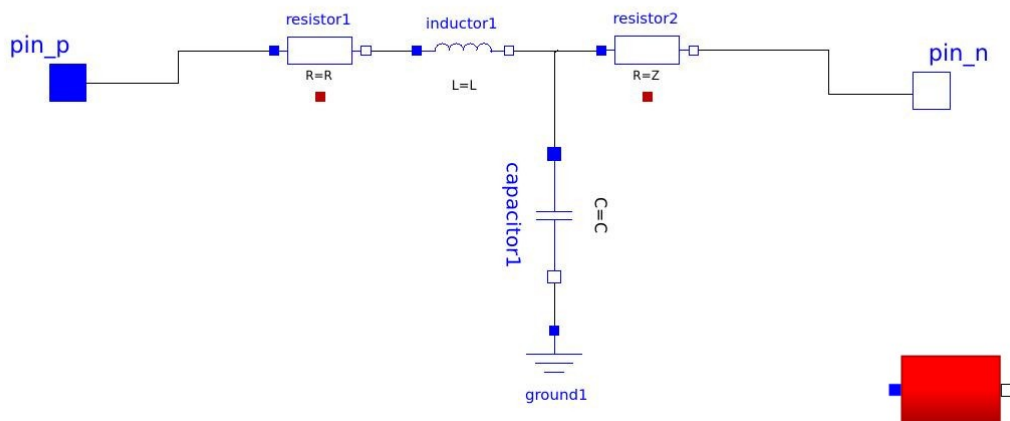 resistor1
inductor1
resistor2
pin_p
pin_n
R=R
L=L
R=Z
capacitor1
C=C
ground1